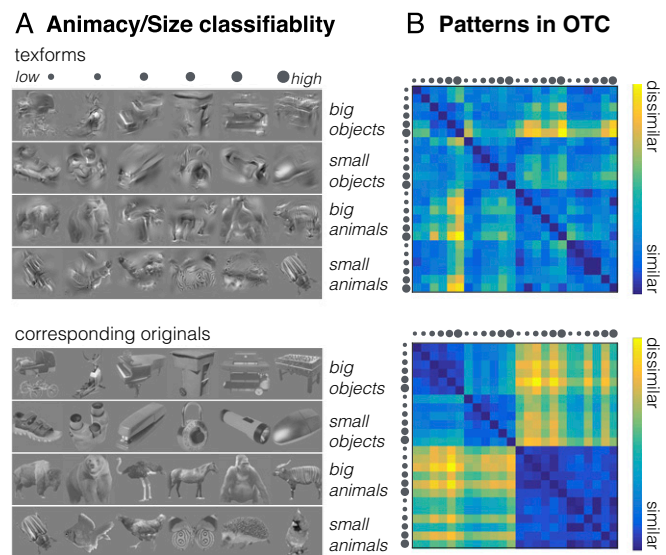 A Animacy/Size classifiablity
B Patterns in OTC
texforms
low
high
big
objects
small
objects
big
animals
small
animals
dissimilar
similar
corresponding originals
big
objects
small
objects
big
animals
small
animals
dissimilar
similar